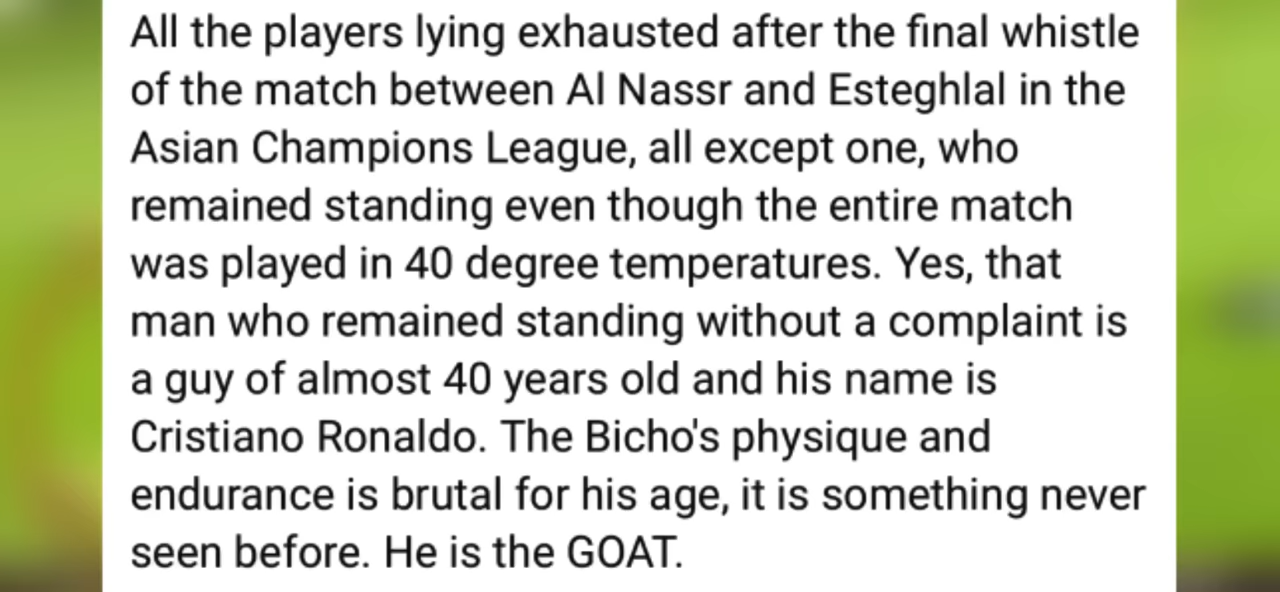 All the players lying exhausted after the final whistle
of the match between Al Nassr and Esteghlal in the
Asian Champions League, all except one, who
remained standing even though the entire match
was played in 40 degree temperatures. Yes, that
man who remained standing without a complaint is
a guy of almost 40 years old and his name is
Cristiano Ronaldo. The Bicho's physique and
endurance is brutal for his age, it is something never
seen before. He is the GOAT.